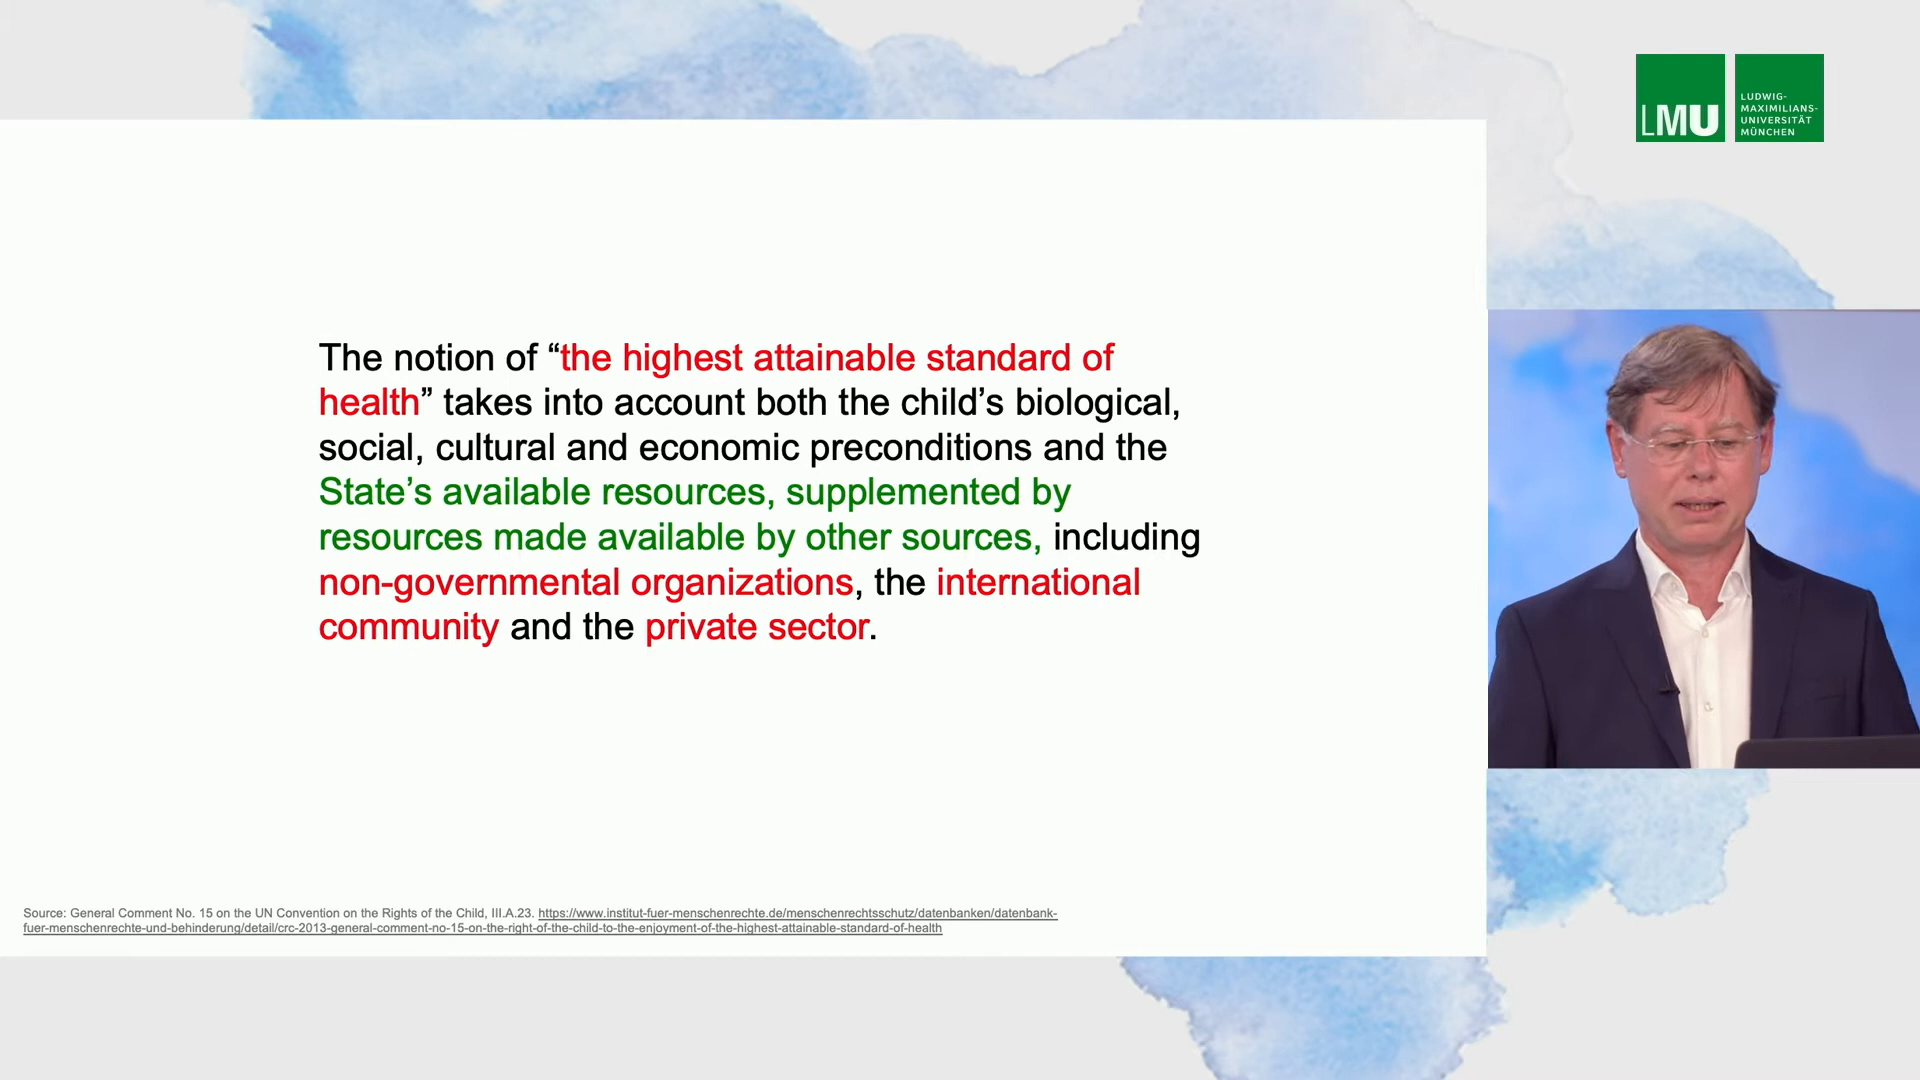 LMU
LUDWIG-
MAXIMILIANS-
UNIVERSITÄT
MÜNCHEN
The notion of “the highest attainable standard of
health” takes into account both the child’s biological,
social, cultural and economic preconditions and the
State’s available resources, supplemented by
resources made available by other sources, including
non-governmental organizations, the international
community and the private sector.
Source: General Comment No. 15 on the UN Convention on the Rights of the Child, III.A.23. https://www.institut-fuer-menschenrechte.de/menschenrechtsschutz/datenbanken/datenbank-
fuer-menschenrechte-und-behinderung/detail/crc-2013-general-comment-no-15-on-the-right-of-the-child-to-the-enjoyment-of-the-highest-attainable-standard-of-health